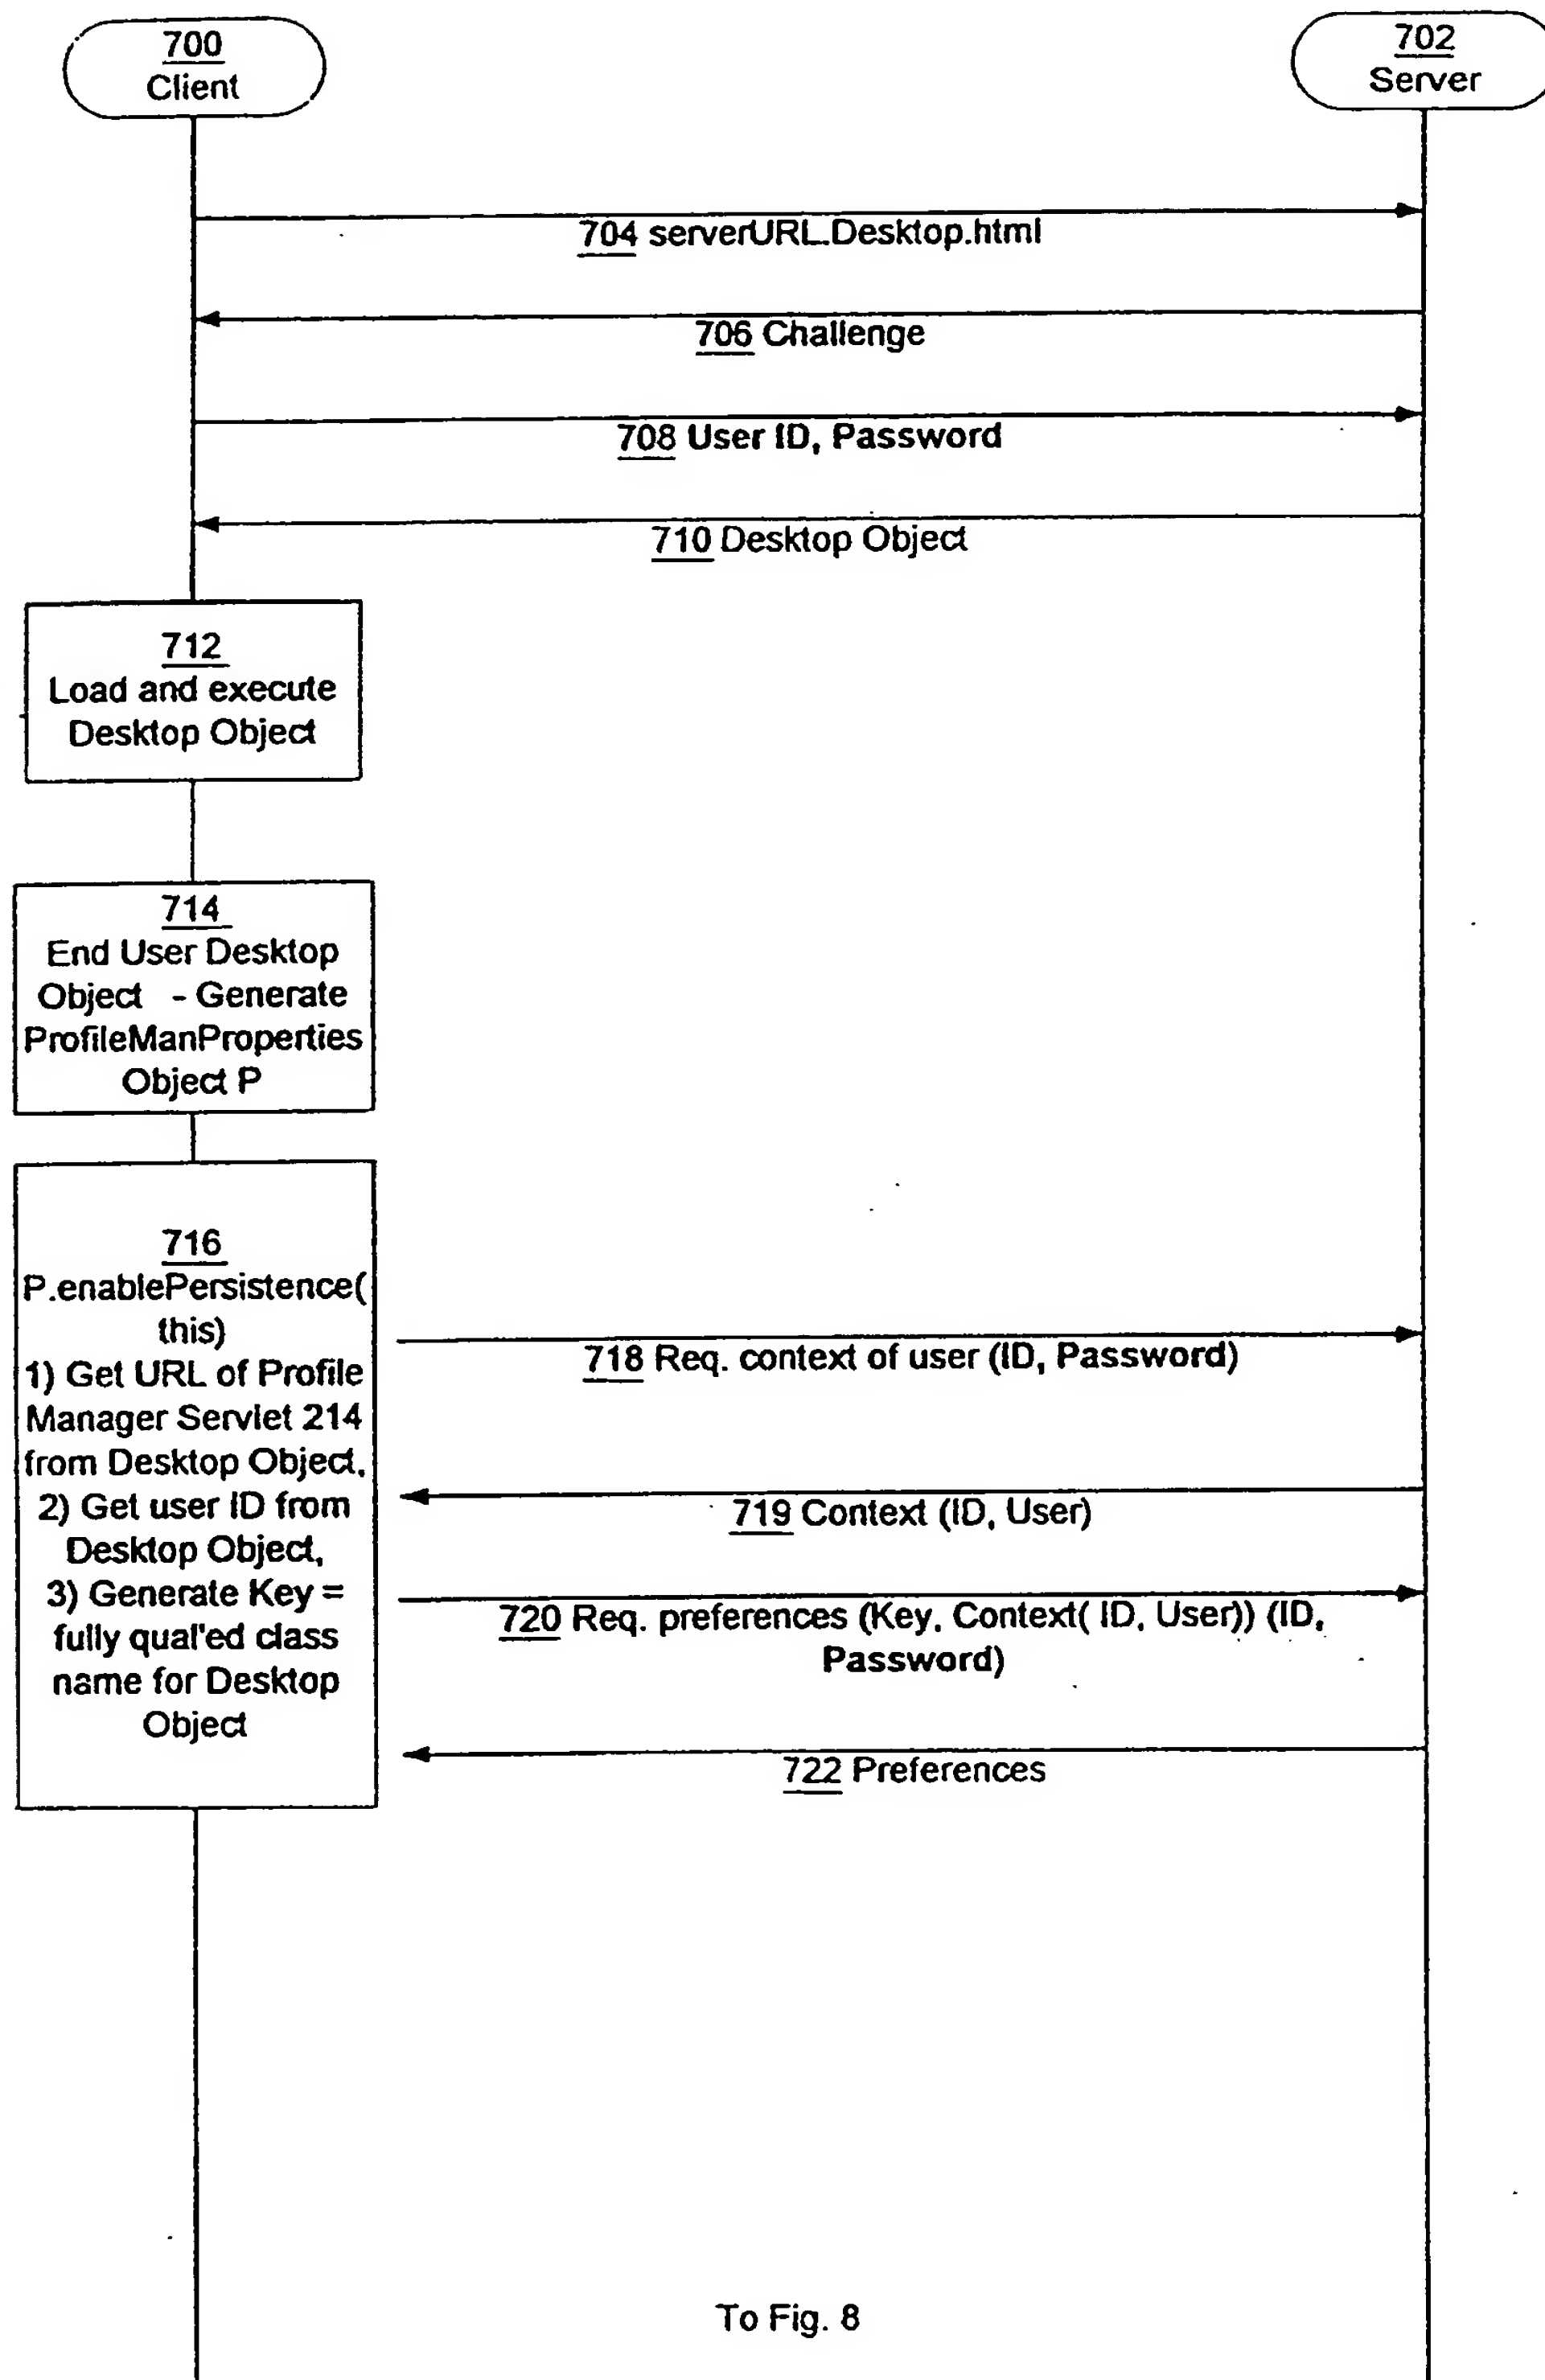 700
Client
702
Server
704 serverURL.Desktop.html
706 Challenge
708 User ID, Password
710 Desktop Object
712
Load and execute
Desktop Object
714
End User Desktop
Object - Generate
ProfileManProperties
Object P
716
P.enablePersistence(
this)
1) Get URL of Profile
Manager Servlet 214
from Desktop Object,
2) Get user ID from
Desktop Object,
3) Generate Key =
fully qual'ed class
name for Desktop
Object
718 Req. context of user (ID, Password)
719 Context (ID, User)
720 Req. preferences (Key, Context( ID, User)) (ID,
Password)
722 Preferences
To Fig. 8